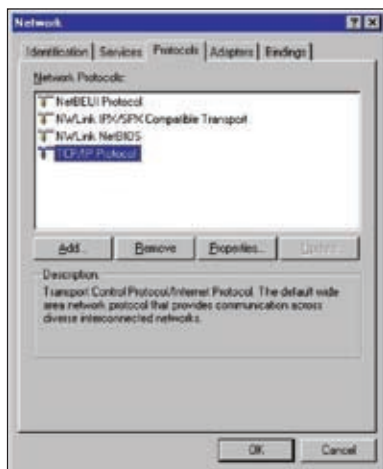 Network
Identification Services Protocols Adapters Bindings
Network Protocols:
NetBEUI Protocol
NWLink IPX/SPX Compatible Transport
NWLink NetBIOS
TCP/IP Protocol
Add... Remove Properties... Update...
Description:
Transport Control Protocol/Internet Protocol. The default wide
area network protocol that provides communication across
diverse interconnected networks.
OK Cancel